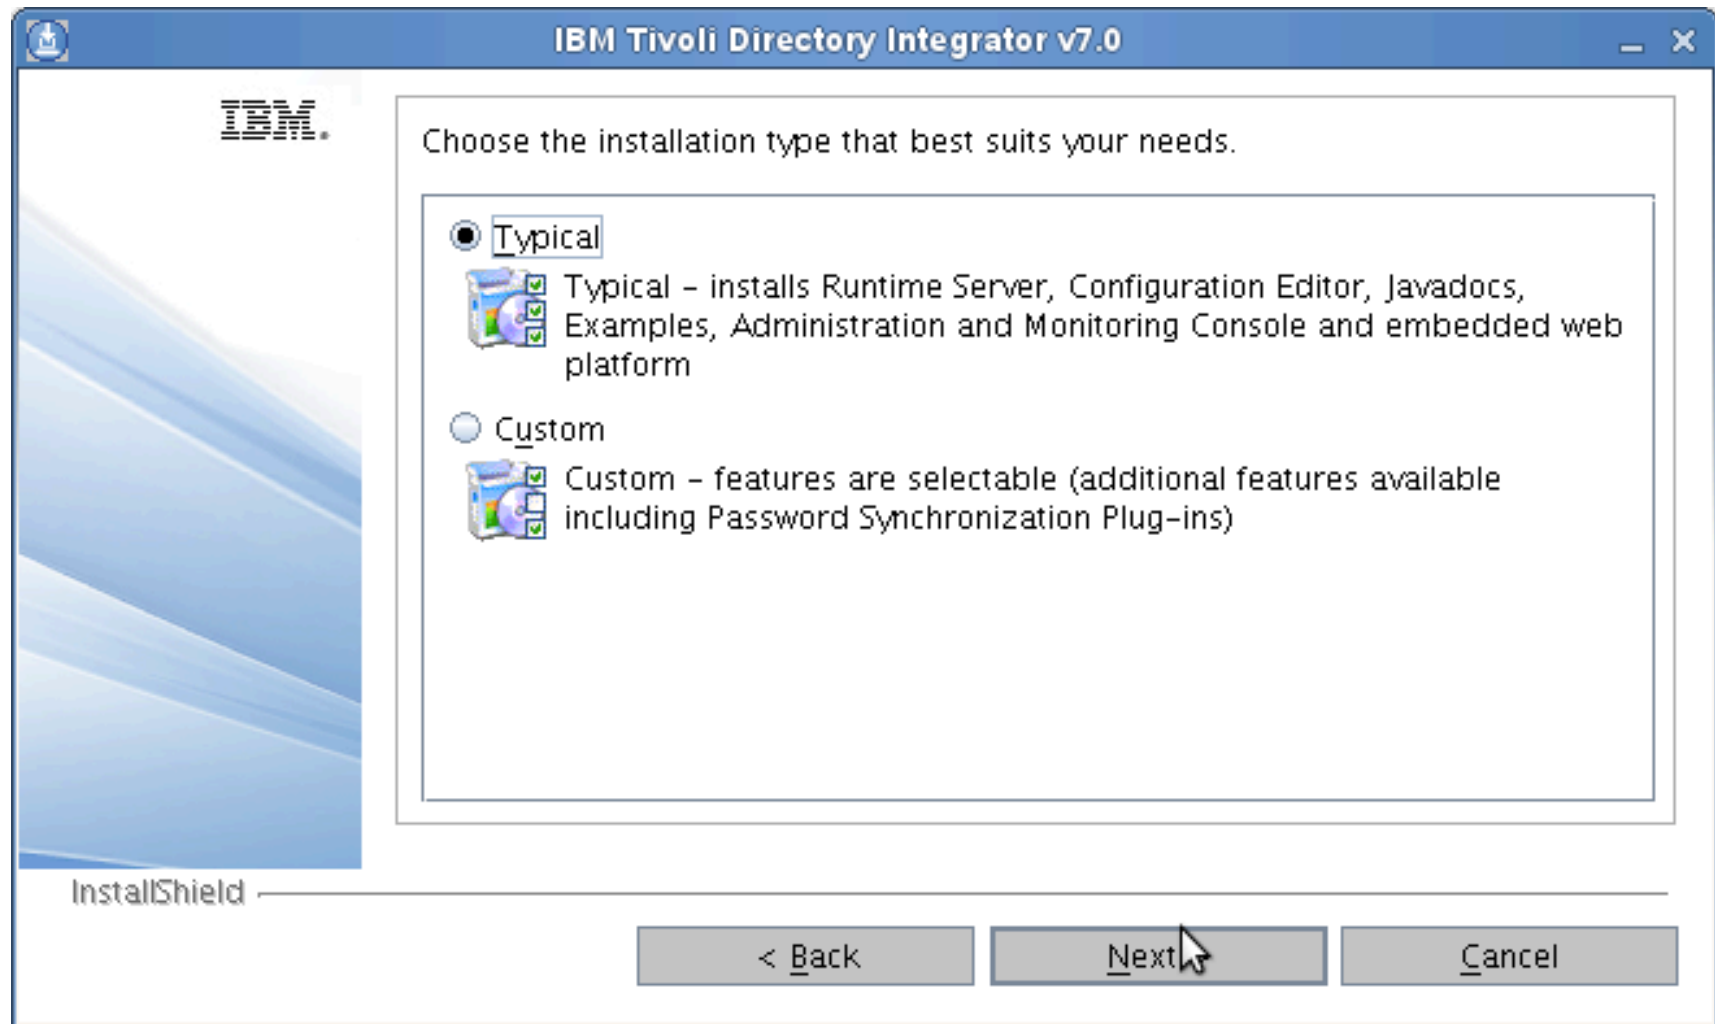 IBM Tivoli Directory Integrator v7.0
IBM.
Choose the installation type that best suits your needs.
Typical
Typical – installs Runtime Server, Configuration Editor, Javadocs,
Examples, Administration and Monitoring Console and embedded web
platform
Custom
Custom – features are selectable (additional features available
including Password Synchronization Plug–ins)
InstallShield
< Back
Next
Cancel